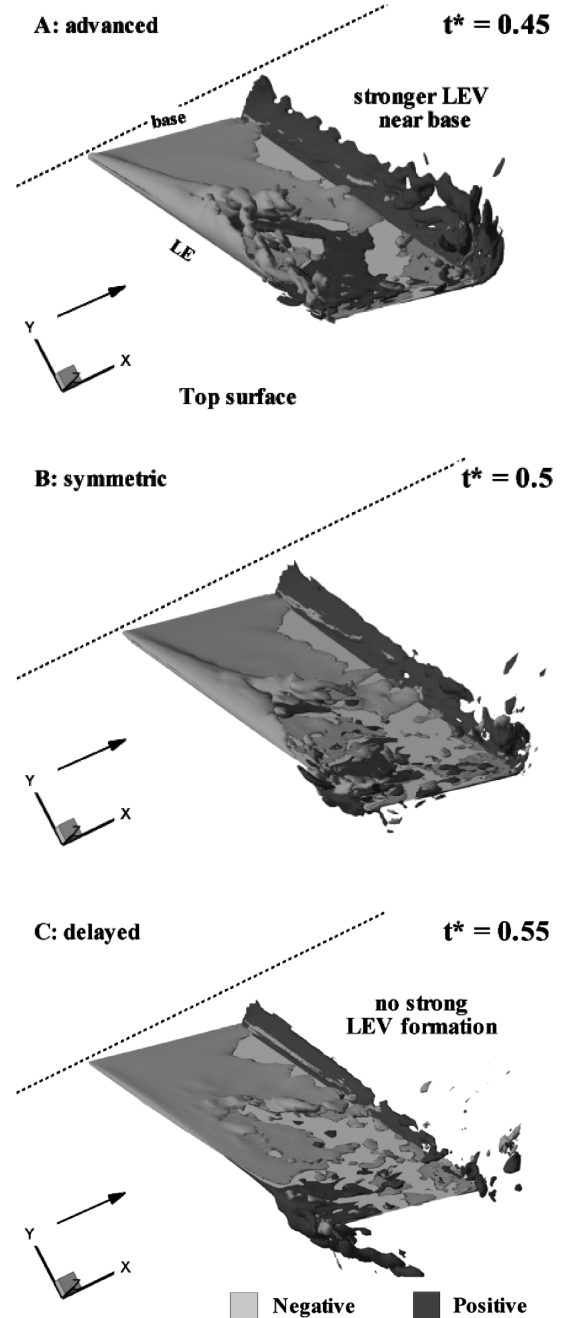 A: advanced
t* = 0.45
stronger LEV
near base
base
LE
Y
X
Z
Top surface
B: symmetric
t* = 0.5
Y
X
Z
C: delayed
t* = 0.55
no strong
LEV formation
Y
X
Z
Negative
Positive